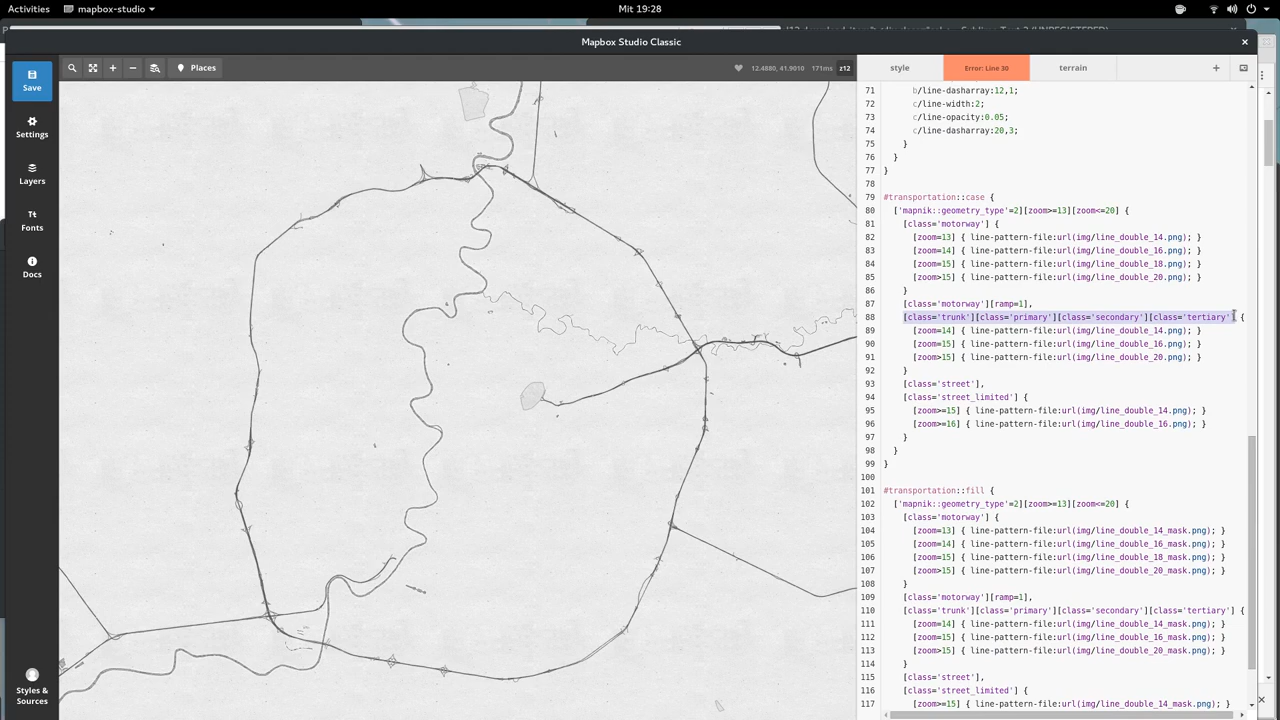 Activities mapbox-studio Mit 19:28
Mapbox Studio Classic
Places 12.4880, 41.9010 171ms z12 style Error: Line 30 terrain
Save
Settings
Layers
Tt
Fonts
Docs
Styles &
Sources
71 b/line-dasharray:12,1;
72 c/line-width:2;
73 c/line-opacity:0.05;
74 c/line-dasharray:20,3;
75 }
76 }
77 }
78
79 #transportation::case {
80 ['mapnik::geometry_type'=2][zoom>=13][zoom<=20] {
81 [class='motorway'] {
82 [zoom=13] { line-pattern-file:url(img/line_double_14.png); }
83 [zoom=14] { line-pattern-file:url(img/line_double_16.png); }
84 [zoom=15] { line-pattern-file:url(img/line_double_18.png); }
85 [zoom>15] { line-pattern-file:url(img/line_double_20.png); }
86 }
87 [class='motorway'][ramp=1],
88 [class='trunk'][class='primary'][class='secondary'][class='tertiary'] {
89 [zoom=14] { line-pattern-file:url(img/line_double_14.png); }
90 [zoom=15] { line-pattern-file:url(img/line_double_16.png); }
91 [zoom>15] { line-pattern-file:url(img/line_double_20.png); }
92 }
93 [class='street'],
94 [class='street_limited'] {
95 [zoom>=15] { line-pattern-file:url(img/line_double_14.png); }
96 [zoom>=16] { line-pattern-file:url(img/line_double_16.png); }
97 }
98 }
99 }
100
101 #transportation::fill {
102 ['mapnik::geometry_type'=2][zoom>=13][zoom<=20] {
103 [class='motorway'] {
104 [zoom=13] { line-pattern-file:url(img/line_double_14_mask.png); }
105 [zoom=14] { line-pattern-file:url(img/line_double_16_mask.png); }
106 [zoom=15] { line-pattern-file:url(img/line_double_18_mask.png); }
107 [zoom>15] { line-pattern-file:url(img/line_double_20_mask.png); }
108 }
109 [class='motorway'][ramp=1],
110 [class='trunk'][class='primary'][class='secondary'][class='tertiary'] {
111 [zoom=14] { line-pattern-file:url(img/line_double_14_mask.png); }
112 [zoom=15] { line-pattern-file:url(img/line_double_16_mask.png); }
113 [zoom>15] { line-pattern-file:url(img/line_double_20_mask.png); }
114 }
115 [class='street'],
116 [class='street_limited'] {
117 [zoom>=15] { line-pattern-file:url(img/line_double_14_mask.png); }